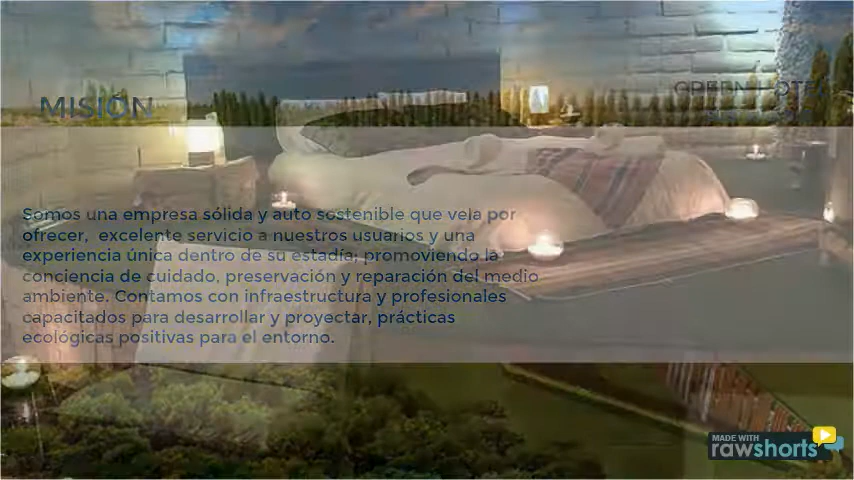 MISIÓN
GREEN HOTEL
Somos una empresa sólida y auto sostenible que vela por
ofrecer, excelente servicio a nuestros usuarios y una
experiencia única dentro de su estadía; promoviendo la
conciencia de cuidado, preservación y reparación del medio
ambiente. Contamos con infraestructura y profesionales
capacitados para desarrollar y proyectar, prácticas
ecológicas positivas para el entorno.
MADE WITH
rawshorts